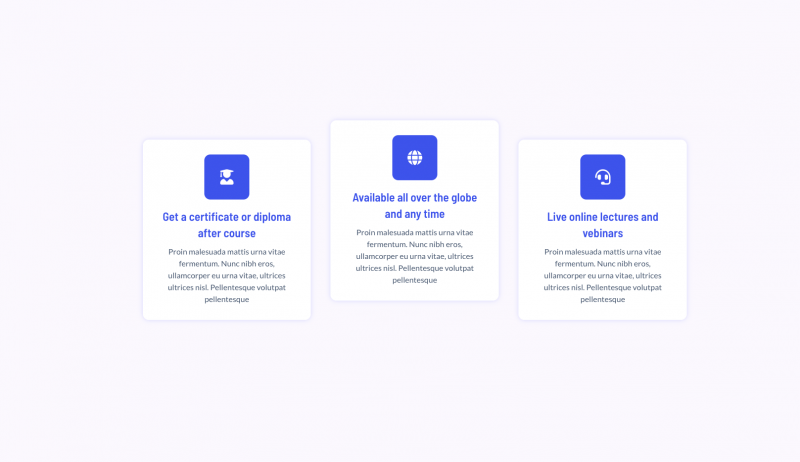 Get a certificate or diploma
after course
Proin malesuada mattis urna vitae
fermentum. Nunc nibh eros,
ullamcorper eu urna vitae, ultrices
ultrices nisl. Pellentesque volutpat
pellentesque
Available all over the globe
and any time
Proin malesuada mattis urna vitae
fermentum. Nunc nibh eros,
ullamcorper eu urna vitae, ultrices
ultrices nisl. Pellentesque volutpat
pellentesque
Live online lectures and
vebinars
Proin malesuada mattis urna vitae
fermentum. Nunc nibh eros,
ullamcorper eu urna vitae, ultrices
ultrices nisl. Pellentesque volutpat
pellentesque